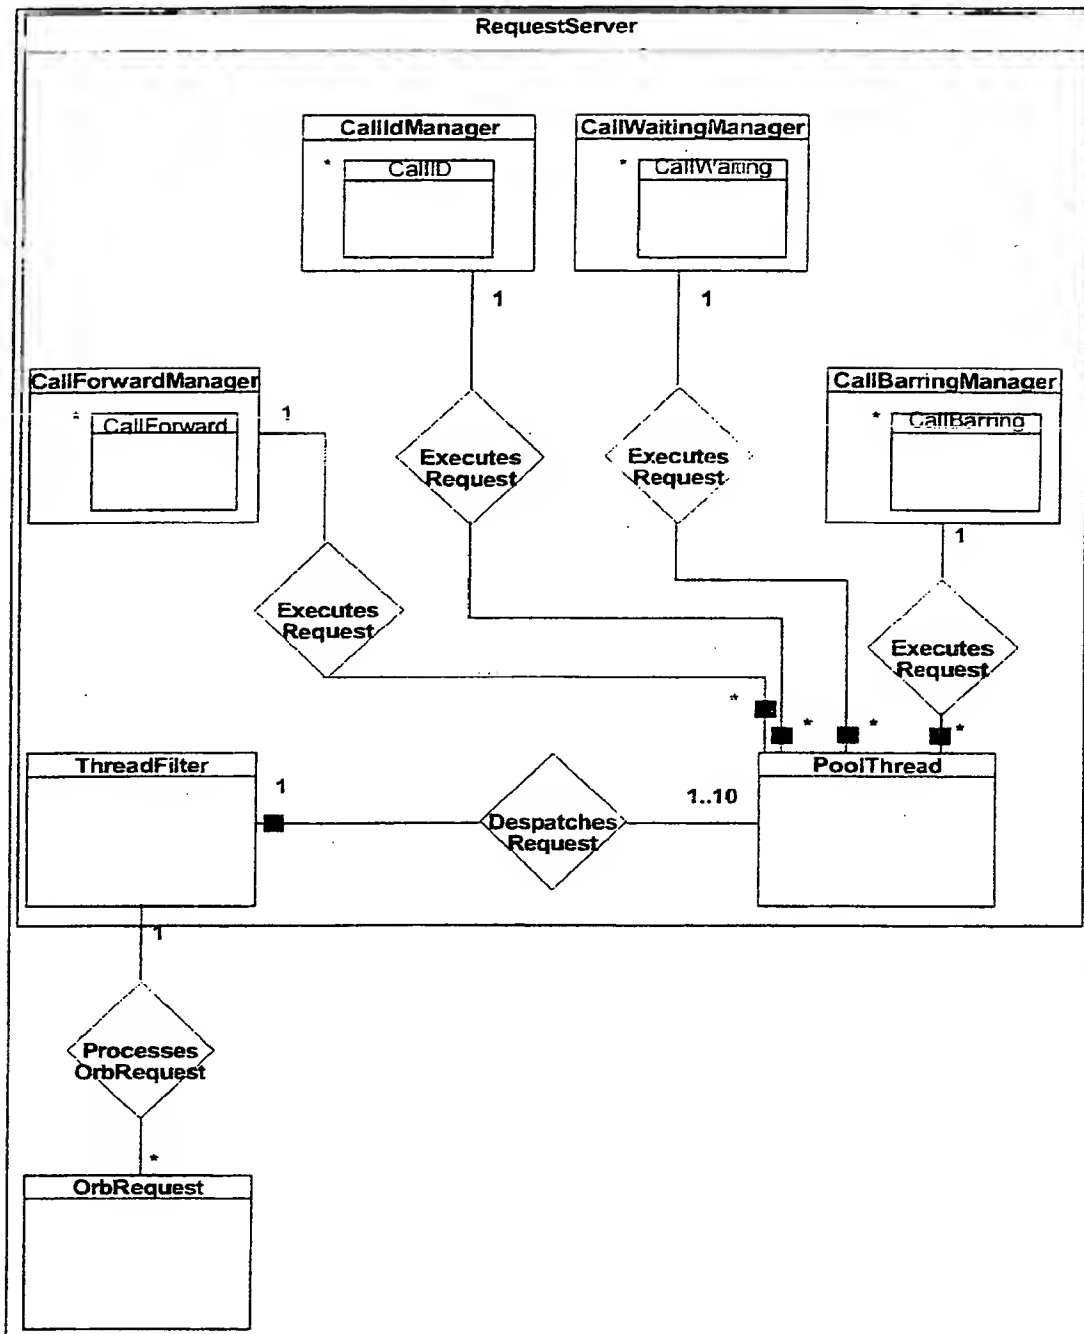 RequestServer
CallIdManager
* CallID
1
CallWaitingManager
* CallWaiting
1
CallForwardManager
* CallForward
1
CallBarringManager
* CallBarring
1
Executes
Request
Executes
Request
Executes
Request
Executes
Request
*
*
*
*
ThreadFilter
1
Despatches
Request
1..10
PoolThread
1
Processes
OrbRequest
*
OrbRequest